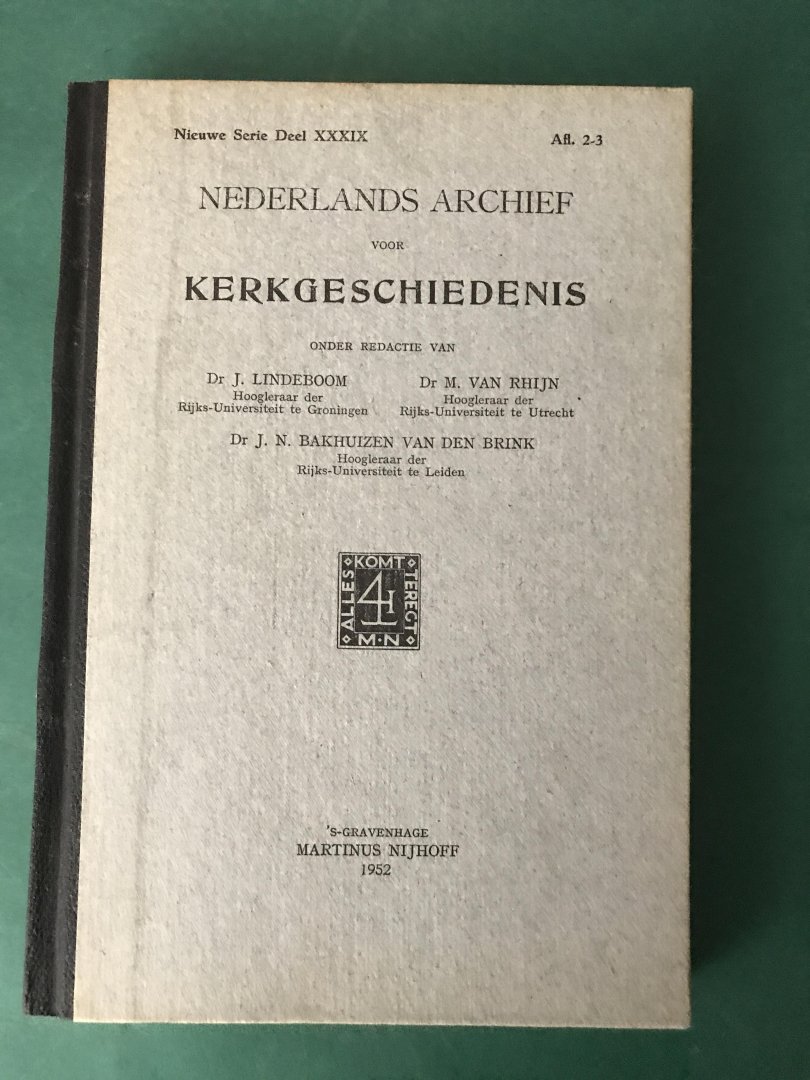 Nieuwe Serie Deel XXXIX Afl. 2-3
NEDERLANDS ARCHIEF
VOOR
KERKGESCHIEDENIS
ONDER REDACTIE VAN
Dr J. LINDEBOOM
Hoogleraar der
Rijks-Universiteit te Groningen
Dr M. VAN RHIJN
Hoogleraar der
Rijks-Universiteit te Utrecht
Dr J. N. BAKHUIZEN VAN DEN BRINK
Hoogleraar der
Rijks-Universiteit te Leiden
ALLES
KOMT
TERECT
M·N
'S-GRAVENHAGE
MARTINUS NIJHOFF
1952